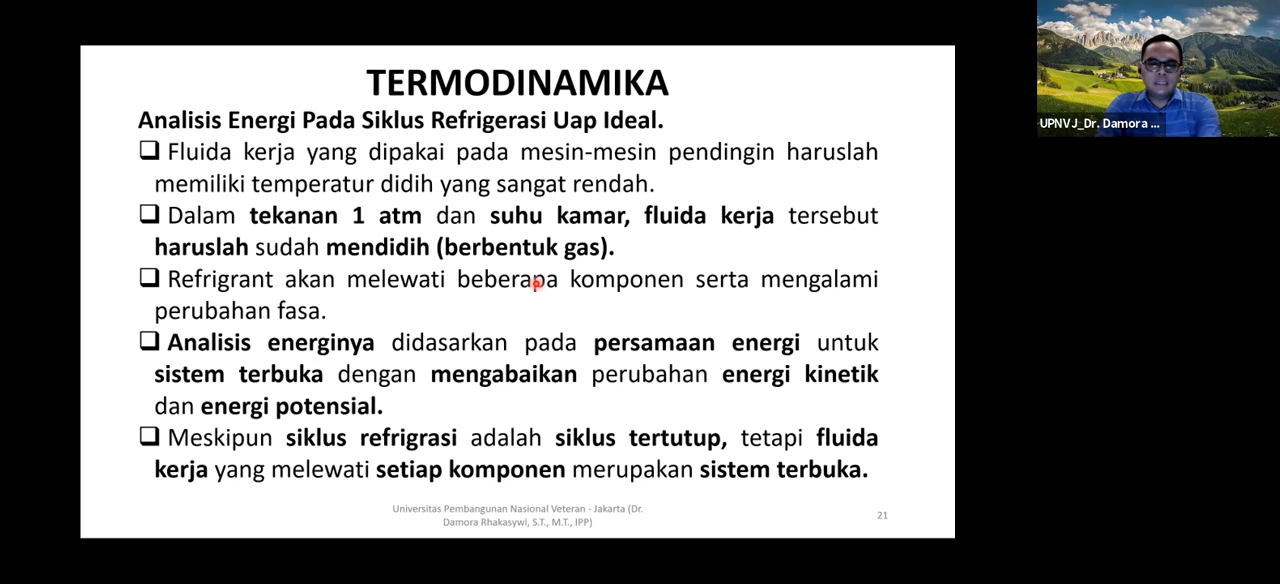 TERMODINAMIKA
Analisis Energi Pada Siklus Refrigerasi Uap Ideal.
❑ Fluida kerja yang dipakai pada mesin-mesin pendingin haruslah
memiliki temperatur didih yang sangat rendah.
❑ Dalam tekanan 1 atm dan suhu kamar, fluida kerja tersebut
haruslah sudah mendidih (berbentuk gas).
❑ Refrigrant akan melewati beberapa komponen serta mengalami
perubahan fasa.
❑ Analisis energinya didasarkan pada persamaan energi untuk
sistem terbuka dengan mengabaikan perubahan energi kinetik
dan energi potensial.
❑ Meskipun siklus refrigrasi adalah siklus tertutup, tetapi fluida
kerja yang melewati setiap komponen merupakan sistem terbuka.
Universitas Pembangunan Nasional Veteran - Jakarta (Dr.
Damora Rhakasywi, S.T., M.T., IPP)
21
UPNVJ_Dr. Damora ...